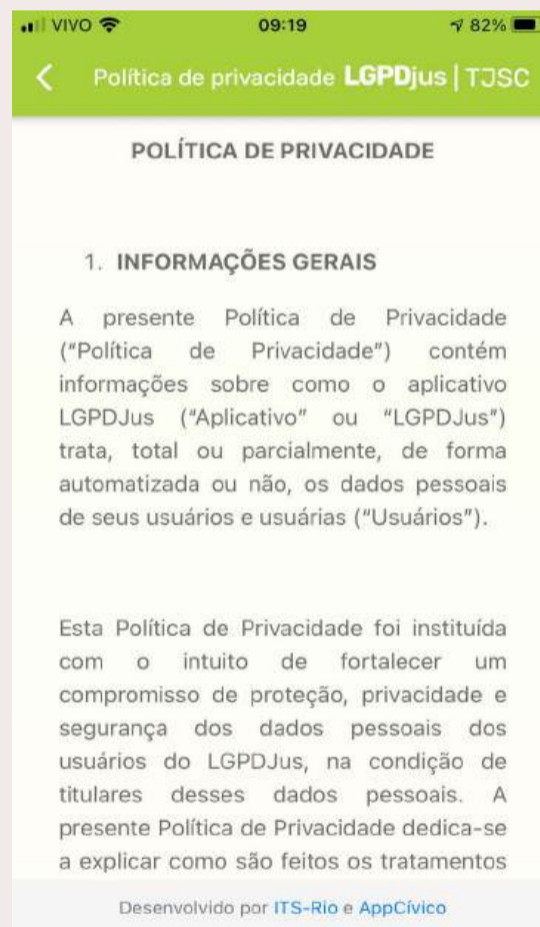 VIVO 09:19 82%
Política de privacidade LGPDjus | TJSC
POLÍTICA DE PRIVACIDADE
1. INFORMAÇÕES GERAIS
A presente Política de Privacidade
("Política de Privacidade") contém
informações sobre como o aplicativo
LGPDJus ("Aplicativo" ou "LGPDJus")
trata, total ou parcialmente, de forma
automatizada ou não, os dados pessoais
de seus usuários e usuárias ("Usuários").
Esta Política de Privacidade foi instituída
com o intuito de fortalecer um
compromisso de proteção, privacidade e
segurança dos dados pessoais dos
usuários do LGPDJus, na condição de
titulares desses dados pessoais. A
presente Política de Privacidade dedica-se
a explicar como são feitos os tratamentos
Desenvolvido por ITS-Rio e AppCívico